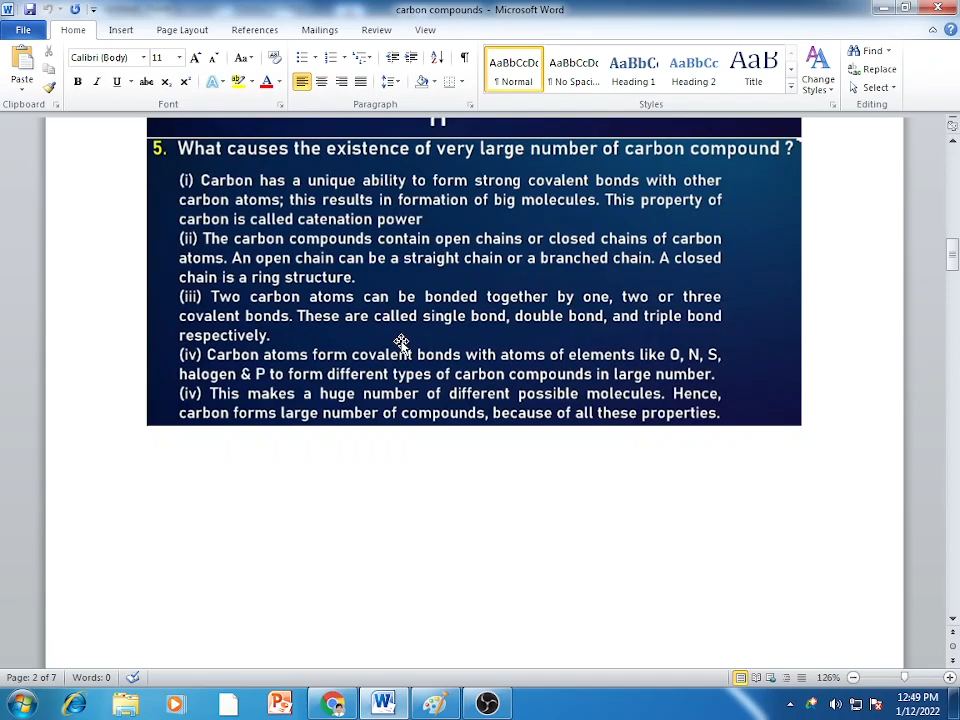 carbon compounds - Microsoft Word
File Home Insert Page Layout References Mailings Review View
Paste
Calibri (Body) 11
Aa
B I U abc x₂ x²
AaBbCcDc AaBbCcDc AaBbC AaBbCc AaB
¶ Normal ¶ No Spaci... Heading 1 Heading 2 Title
Change Styles
Find
Replace
Select
Clipboard Font Paragraph Styles Editing
5. What causes the existence of very large number of carbon compound ?
(i) Carbon has a unique ability to form strong covalent bonds with other
carbon atoms; this results in formation of big molecules. This property of
carbon is called catenation power
(ii) The carbon compounds contain open chains or closed chains of carbon
atoms. An open chain can be a straight chain or a branched chain. A closed
chain is a ring structure.
(iii) Two carbon atoms can be bonded together by one, two or three
covalent bonds. These are called single bond, double bond, and triple bond
respectively.
(iv) Carbon atoms form covalent bonds with atoms of elements like O, N, S,
halogen & P to form different types of carbon compounds in large number.
(iv) This makes a huge number of different possible molecules. Hence,
carbon forms large number of compounds, because of all these properties.
Page: 2 of 7 Words: 0 126%
12:49 PM
1/12/2022